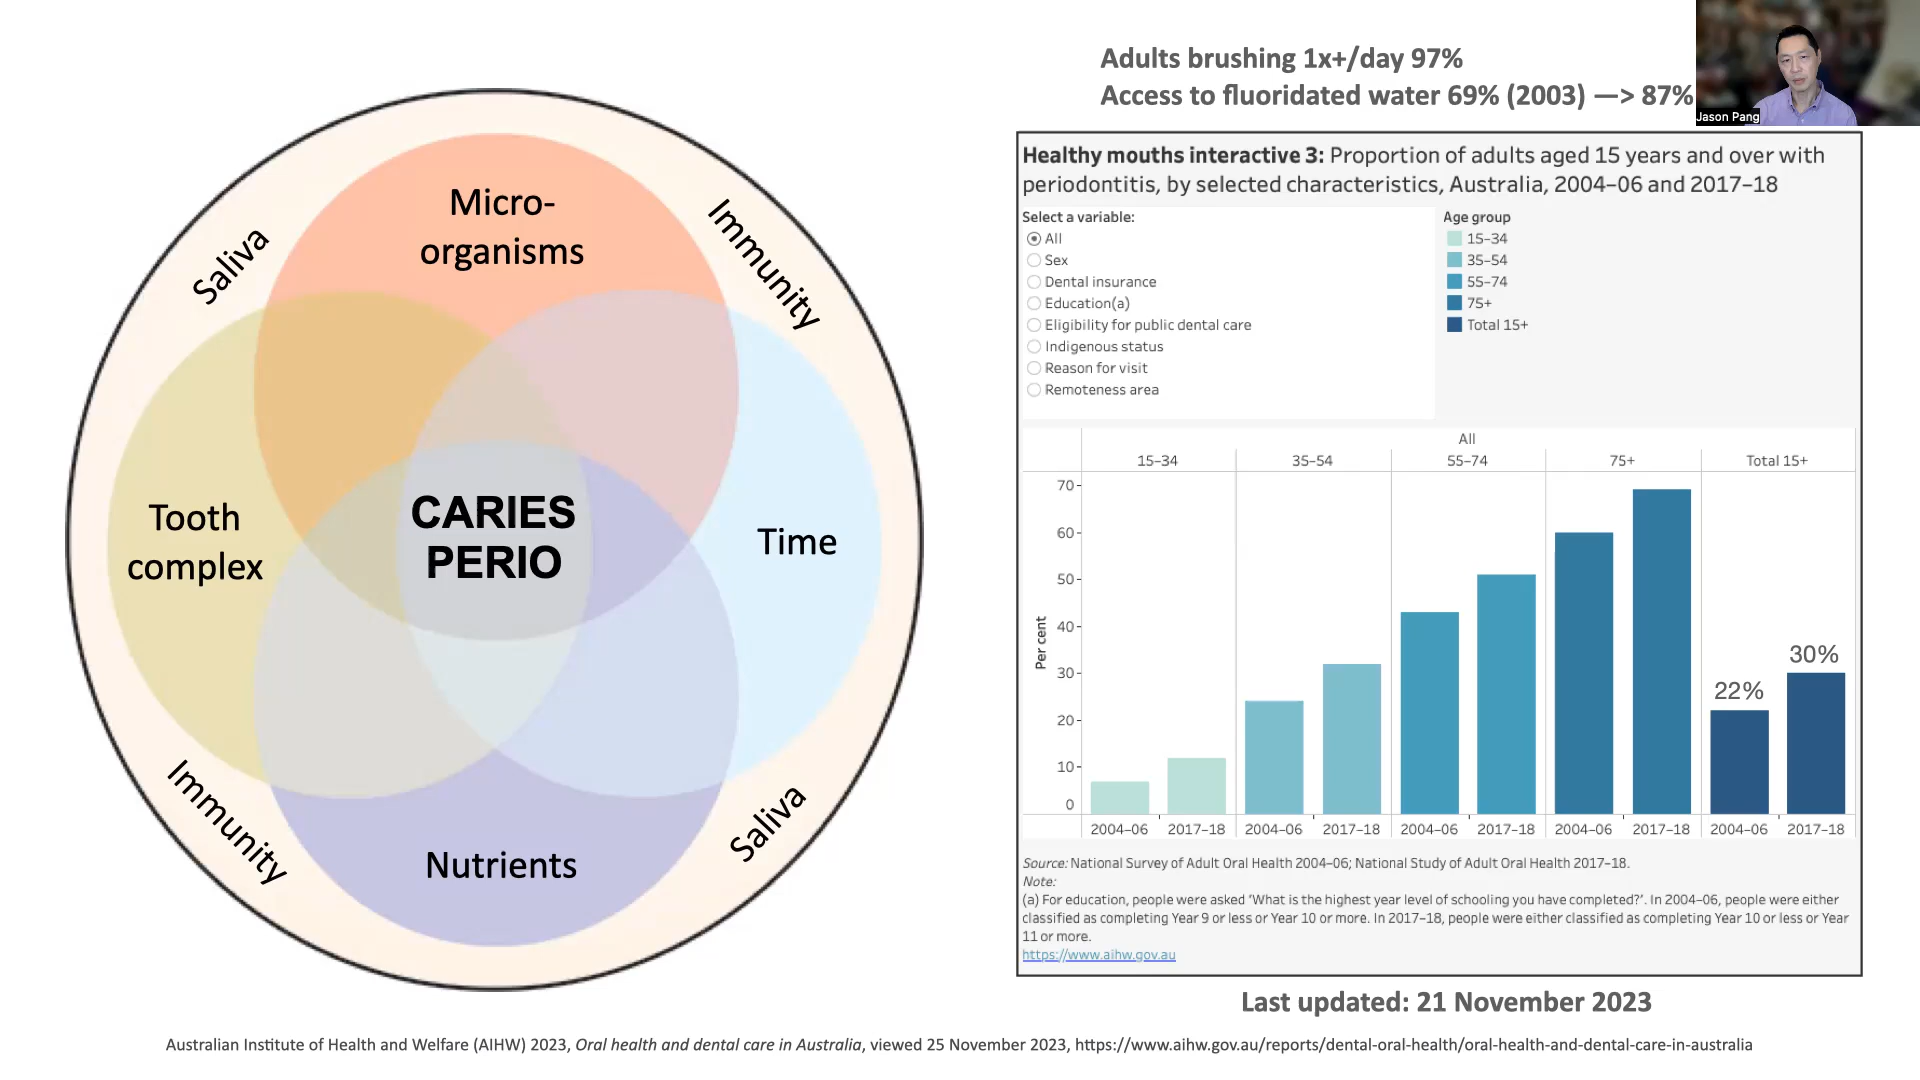 Adults brushing 1x+/day 97%
Access to fluoridated water 69% (2003) —> 87%
Jason Pang
Micro-
organisms
Saliva
Immunity
Tooth
complex
CARIES
PERIO
Time
Immunity
Saliva
Nutrients
Healthy mouths interactive 3: Proportion of adults aged 15 years and over with
periodontitis, by selected characteristics, Australia, 2004–06 and 2017–18
Select a variable:
All
Sex
Dental insurance
Education(a)
Eligibility for public dental care
Indigenous status
Reason for visit
Remoteness area
Age group
15–34
35–54
55–74
75+
Total 15+
All
15–34 35–54 55–74 75+ Total 15+
Per cent
70
60
50
40
30
20
10
0
22%
30%
2004–06 2017–18 2004–06 2017–18 2004–06 2017–18 2004–06 2017–18 2004–06 2017–18
Source: National Survey of Adult Oral Health 2004–06; National Study of Adult Oral Health 2017–18.
Note:
(a) For education, people were asked ‘What is the highest year level of schooling you have completed?’. In 2004–06, people were either
classified as completing Year 9 or less or Year 10 or more. In 2017–18, people were either classified as completing Year 10 or less or Year
11 or more.
https://www.aihw.gov.au
Last updated: 21 November 2023
Australian Institute of Health and Welfare (AIHW) 2023, Oral health and dental care in Australia, viewed 25 November 2023, https://www.aihw.gov.au/reports/dental-oral-health/oral-health-and-dental-care-in-australia